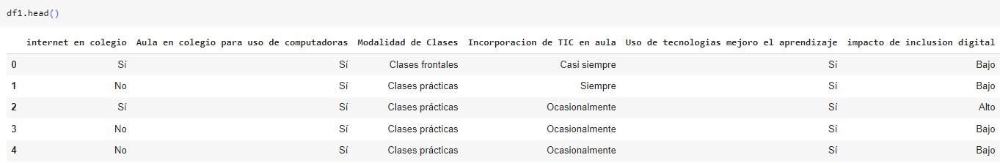 df1.head()
internet en colegio Aula en colegio para uso de computadoras Modalidad de Clases Incorporacion de TIC en aula Uso de tecnologias mejoro el aprendizaje impacto de inclusion digital
0 Sí Sí Clases frontales Casi siempre Sí Bajo
1 No Sí Clases prácticas Siempre Sí Bajo
2 Sí Sí Clases prácticas Ocasionalmente Sí Alto
3 No Sí Clases prácticas Ocasionalmente Sí Bajo
4 No Sí Clases prácticas Ocasionalmente Sí Bajo